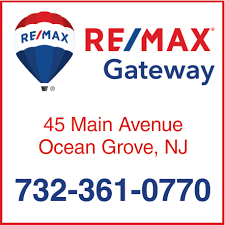 RE/MAX
RE/MAX®
Gateway
45 Main Avenue
Ocean Grove, NJ
732-361-0770